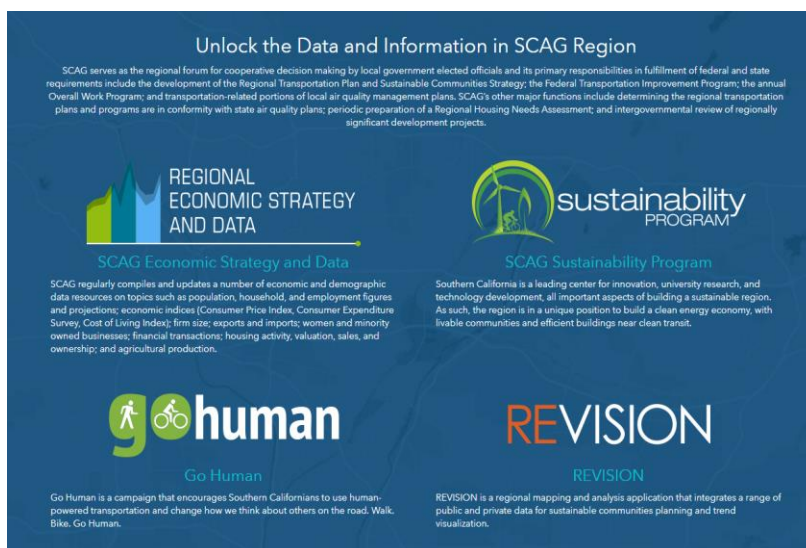 Unlock the Data and Information in SCAG Region
SCAG serves as the regional forum for cooperative decision making by local government elected officials and its primary responsibilities in fulfillment of federal and state
requirements include the development of the Regional Transportation Plan and Sustainable Communities Strategy; the Federal Transportation Improvement Program; the annual
Overall Work Program; and transportation-related portions of local air quality management plans. SCAG's other major functions include determining the regional transportation
plans and programs are in conformity with state air quality plans; periodic preparation of a Regional Housing Needs Assessment; and intergovernmental review of regionally
significant development projects.
REGIONAL
ECONOMIC STRATEGY
AND DATA
SCAG Economic Strategy and Data
SCAG regularly compiles and updates a number of economic and demographic
data resources on topics such as population, household, and employment figures
and projections; economic indices (Consumer Price Index, Consumer Expenditure
Survey, Cost of Living Index); firm size; exports and imports; women and minority
owned businesses; financial transactions; housing activity, valuation, sales, and
ownership; and agricultural production.
sustainability
PROGRAM
SCAG Sustainability Program
Southern California is a leading center for innovation, university research, and
technology development, all important aspects of building a sustainable region.
As such, the region is in a unique position to build a clean energy economy, with
livable communities and efficient buildings near clean transit.
gohuman
Go Human
Go Human is a campaign that encourages Southern Californians to use human-
powered transportation and change how we think about others on the road. Walk.
Bike. Go Human.
REVISION
REVISION
REVISION is a regional mapping and analysis application that integrates a range of
public and private data for sustainable communities planning and trend
visualization.